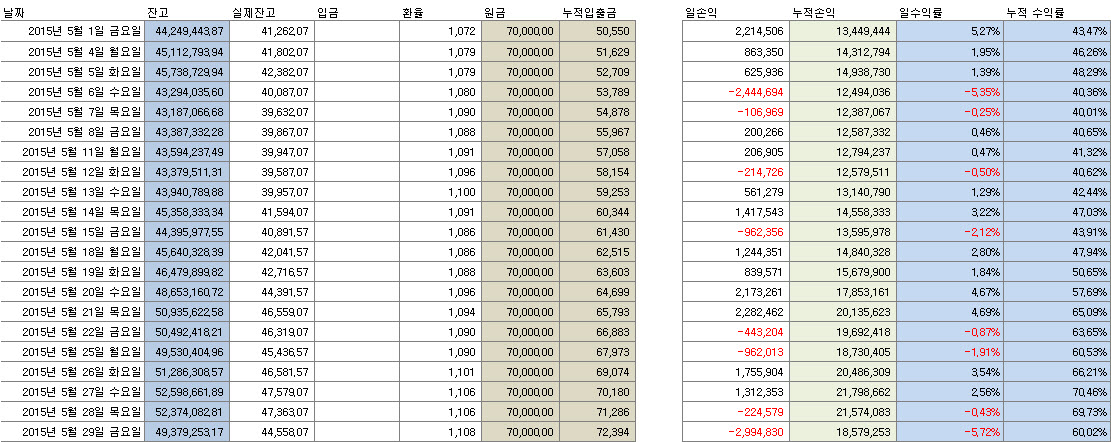 날짜 잔고 실제잔고 입금 환율 원금 누적입출금 일손익 누적손익 일수익률 누적 수익률
2015년 5월 1일 금요일 44,249,443,87 41,262,07 1,072 70,000,00 50,550 2,214,506 13,449,444 5,27% 43,47%
2015년 5월 4일 월요일 45,112,793,94 41,802,07 1,079 70,000,00 51,629 863,350 14,312,794 1,95% 46,26%
2015년 5월 5일 화요일 45,738,729,94 42,382,07 1,079 70,000,00 52,709 625,936 14,938,730 1,39% 48,29%
2015년 5월 6일 수요일 43,294,035,60 40,087,07 1,080 70,000,00 53,789 -2,444,694 12,494,036 -5,35% 40,36%
2015년 5월 7일 목요일 43,187,066,68 39,632,07 1,090 70,000,00 54,878 -106,969 12,387,067 -0,25% 40,01%
2015년 5월 8일 금요일 43,387,332,28 39,867,07 1,088 70,000,00 55,967 200,266 12,587,332 0,46% 40,65%
2015년 5월 11일 월요일 43,594,237,49 39,947,07 1,091 70,000,00 57,058 206,905 12,794,237 0,47% 41,32%
2015년 5월 12일 화요일 43,379,511,31 39,587,07 1,096 70,000,00 58,154 -214,726 12,579,511 -0,50% 40,62%
2015년 5월 13일 수요일 43,940,789,88 39,957,07 1,100 70,000,00 59,253 561,279 13,140,790 1,29% 42,44%
2015년 5월 14일 목요일 45,358,333,34 41,594,07 1,091 70,000,00 60,344 1,417,543 14,558,333 3,22% 47,03%
2015년 5월 15일 금요일 44,395,977,55 40,891,57 1,086 70,000,00 61,430 -962,356 13,595,978 -2,12% 43,91%
2015년 5월 18일 월요일 45,640,328,39 42,041,57 1,086 70,000,00 62,515 1,244,351 14,840,328 2,80% 47,94%
2015년 5월 19일 화요일 46,479,899,82 42,716,57 1,088 70,000,00 63,603 839,571 15,679,900 1,84% 50,65%
2015년 5월 20일 수요일 48,653,160,72 44,391,57 1,096 70,000,00 64,699 2,173,261 17,853,161 4,67% 57,69%
2015년 5월 21일 목요일 50,935,622,58 46,559,07 1,094 70,000,00 65,793 2,282,462 20,135,623 4,69% 65,09%
2015년 5월 22일 금요일 50,492,418,21 46,319,07 1,090 70,000,00 66,883 -443,204 19,692,418 -0,87% 63,65%
2015년 5월 25일 월요일 49,530,404,96 45,436,57 1,090 70,000,00 67,973 -962,013 18,730,405 -1,91% 60,53%
2015년 5월 26일 화요일 51,286,308,57 46,581,57 1,101 70,000,00 69,074 1,755,904 20,486,309 3,54% 66,21%
2015년 5월 27일 수요일 52,598,661,89 47,579,07 1,106 70,000,00 70,180 1,312,353 21,798,662 2,56% 70,46%
2015년 5월 28일 목요일 52,374,082,81 47,363,07 1,106 70,000,00 71,286 -224,579 21,574,083 -0,43% 69,73%
2015년 5월 29일 금요일 49,379,253,17 44,558,07 1,108 70,000,00 72,394 -2,994,830 18,579,253 -5,72% 60,02%